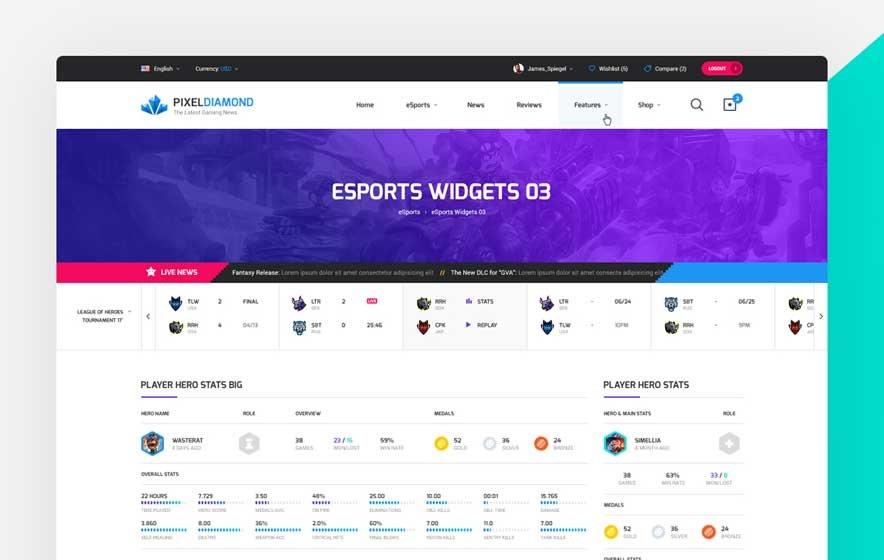 English Currency: USD James_Spiegel Wishlist (5) Compare (2) LOGOUT
PIXELDIAMOND
The Latest Gaming News
Home eSports News Reviews Features Shop 2
ESPORTS WIDGETS 03
eSports eSports Widgets 03
LIVE NEWS Fantasy Release: Lorem ipsum dolor sit amet consectetur adipisicing elit // The New DLC for "GVA": Lorem ipsum dolor sit amet consecte adipisicing elit
LEAGUE OF HEROES
TOURNAMENT 17'
TLW 2 FINAL LTR 2 LIVE RRH STATS LTR - 06/24 SBT - 06/25 RR
USA
RRH 4 04/13 SBT 0 25:46 CPK REPLAY TLW - 10PM RRH - 9PM
PLAYER HERO STATS BIG
HERO NAME ROLE OVERVIEW MEDALS
WASTERAT 38 23 / 15 59% 52 36 24
4 DAYS AGO GAMES WON/LOST WIN RATE GOLD SILVER BRONZE
OVERALL STATS
22 HOURS 7.729 3.50 48% 25.00 10.00 00:01 15.765
TIME PLAYED HERO SCORE MEDALS AVG. ON FIRE ELIMINATIONS OBJ. KILLS OBJ. TIME DAMAGE
3.860 8.00 36% 2.0% 60% 7.00 11.0 7.00
SELF HEALING DEATHS WEAPON ACC CRITICAL HITS FINAL BLOWS RECON KILLS SENTRY KILLS TANK KILLS
PLAYER HERO STATS
HERO & MAIN STATS ROLE
SIMELLIA
A MONTH AGO
38 63% 33 / 0
GAMES WIN RATE WON/LOST
MEDALS
52 36 24
GOLD SILVER BRONZE
OVERALL STATS